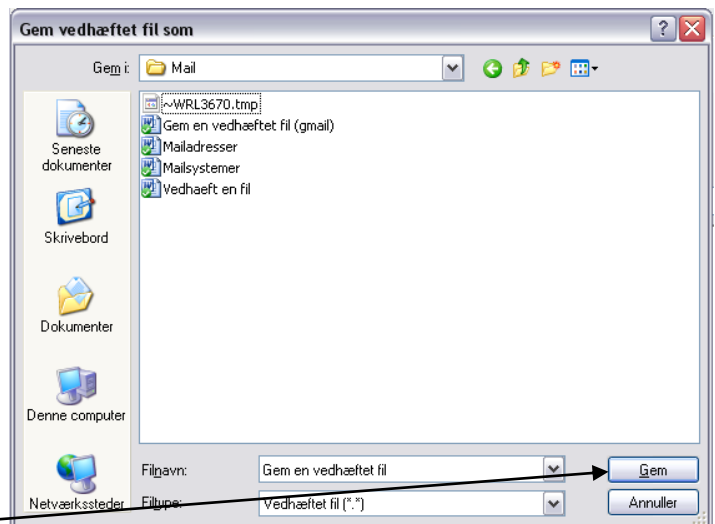 Gem vedhæftet fil som
Gem i:
Mail
~WRL3670.tmp
Gem en vedhæftet fil (gmail)
Mailadresser
Mailsystemer
Vedhaeft en fil
Seneste
dokumenter
Skrivebord
Dokumenter
Denne computer
Netværkssteder
Filnavn:
Gem en vedhæftet fil
Gem
Filtype:
Vedhæftet fil (*.*)
Annuller